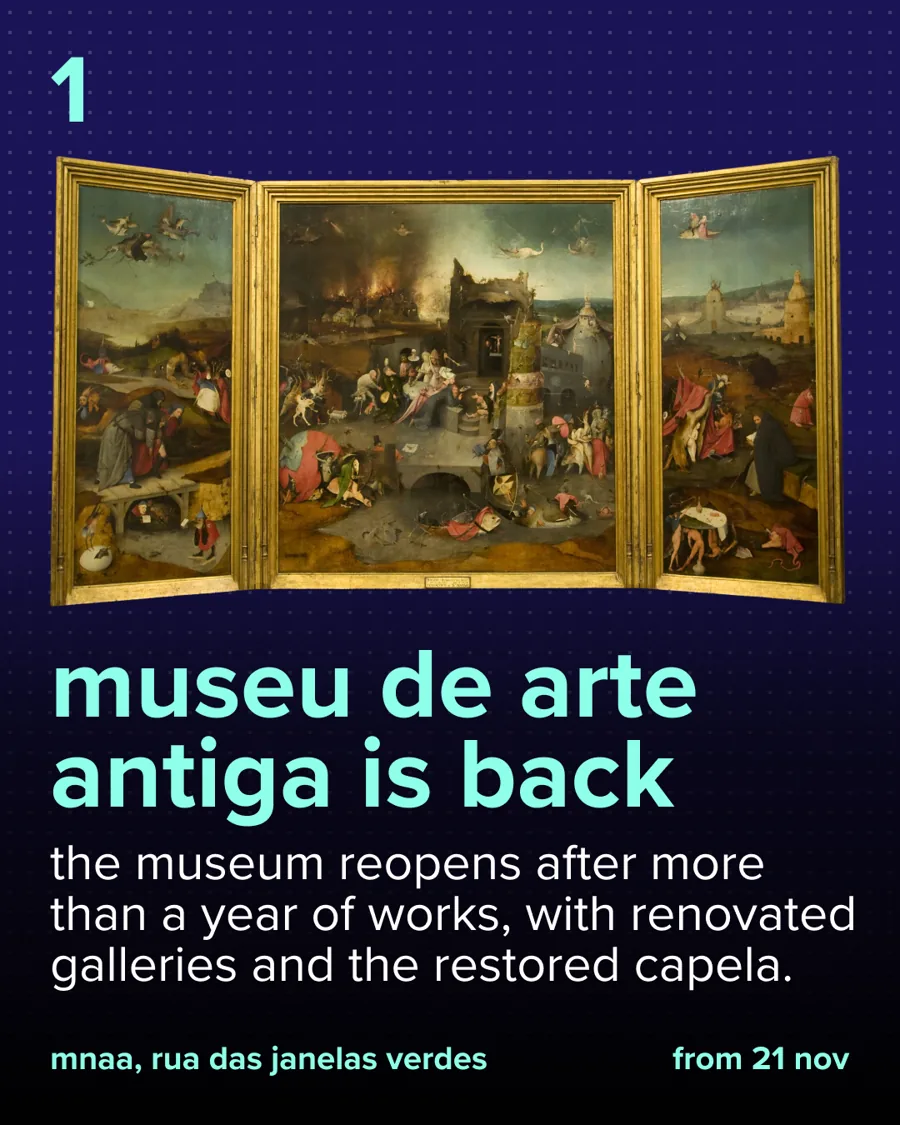 1
museu de arte
antiga is back
the museum reopens after more
than a year of works, with renovated
galleries and the restored capela.
mnaa, rua das janelas verdes
from 21 nov